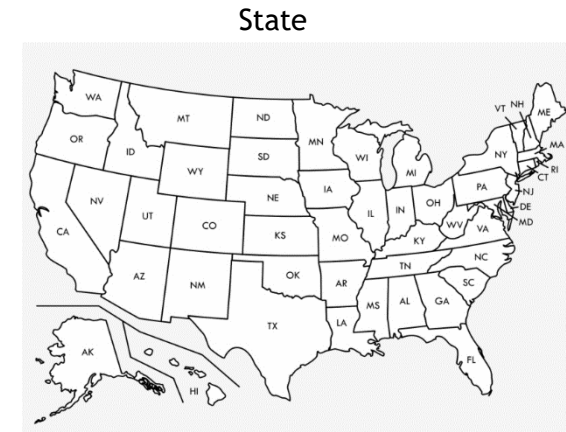 State
WA
MT
ND
MN
VT
NH
ME
OR
ID
SD
WI
MI
NY
MA
RI
CT
WY
IA
PA
NJ
NE
OH
DE
MD
NV
UT
CO
IL
IN
WV
VA
CA
KS
MO
KY
NC
TN
AZ
NM
OK
AR
SC
MS
AL
GA
TX
LA
FL
AK
HI